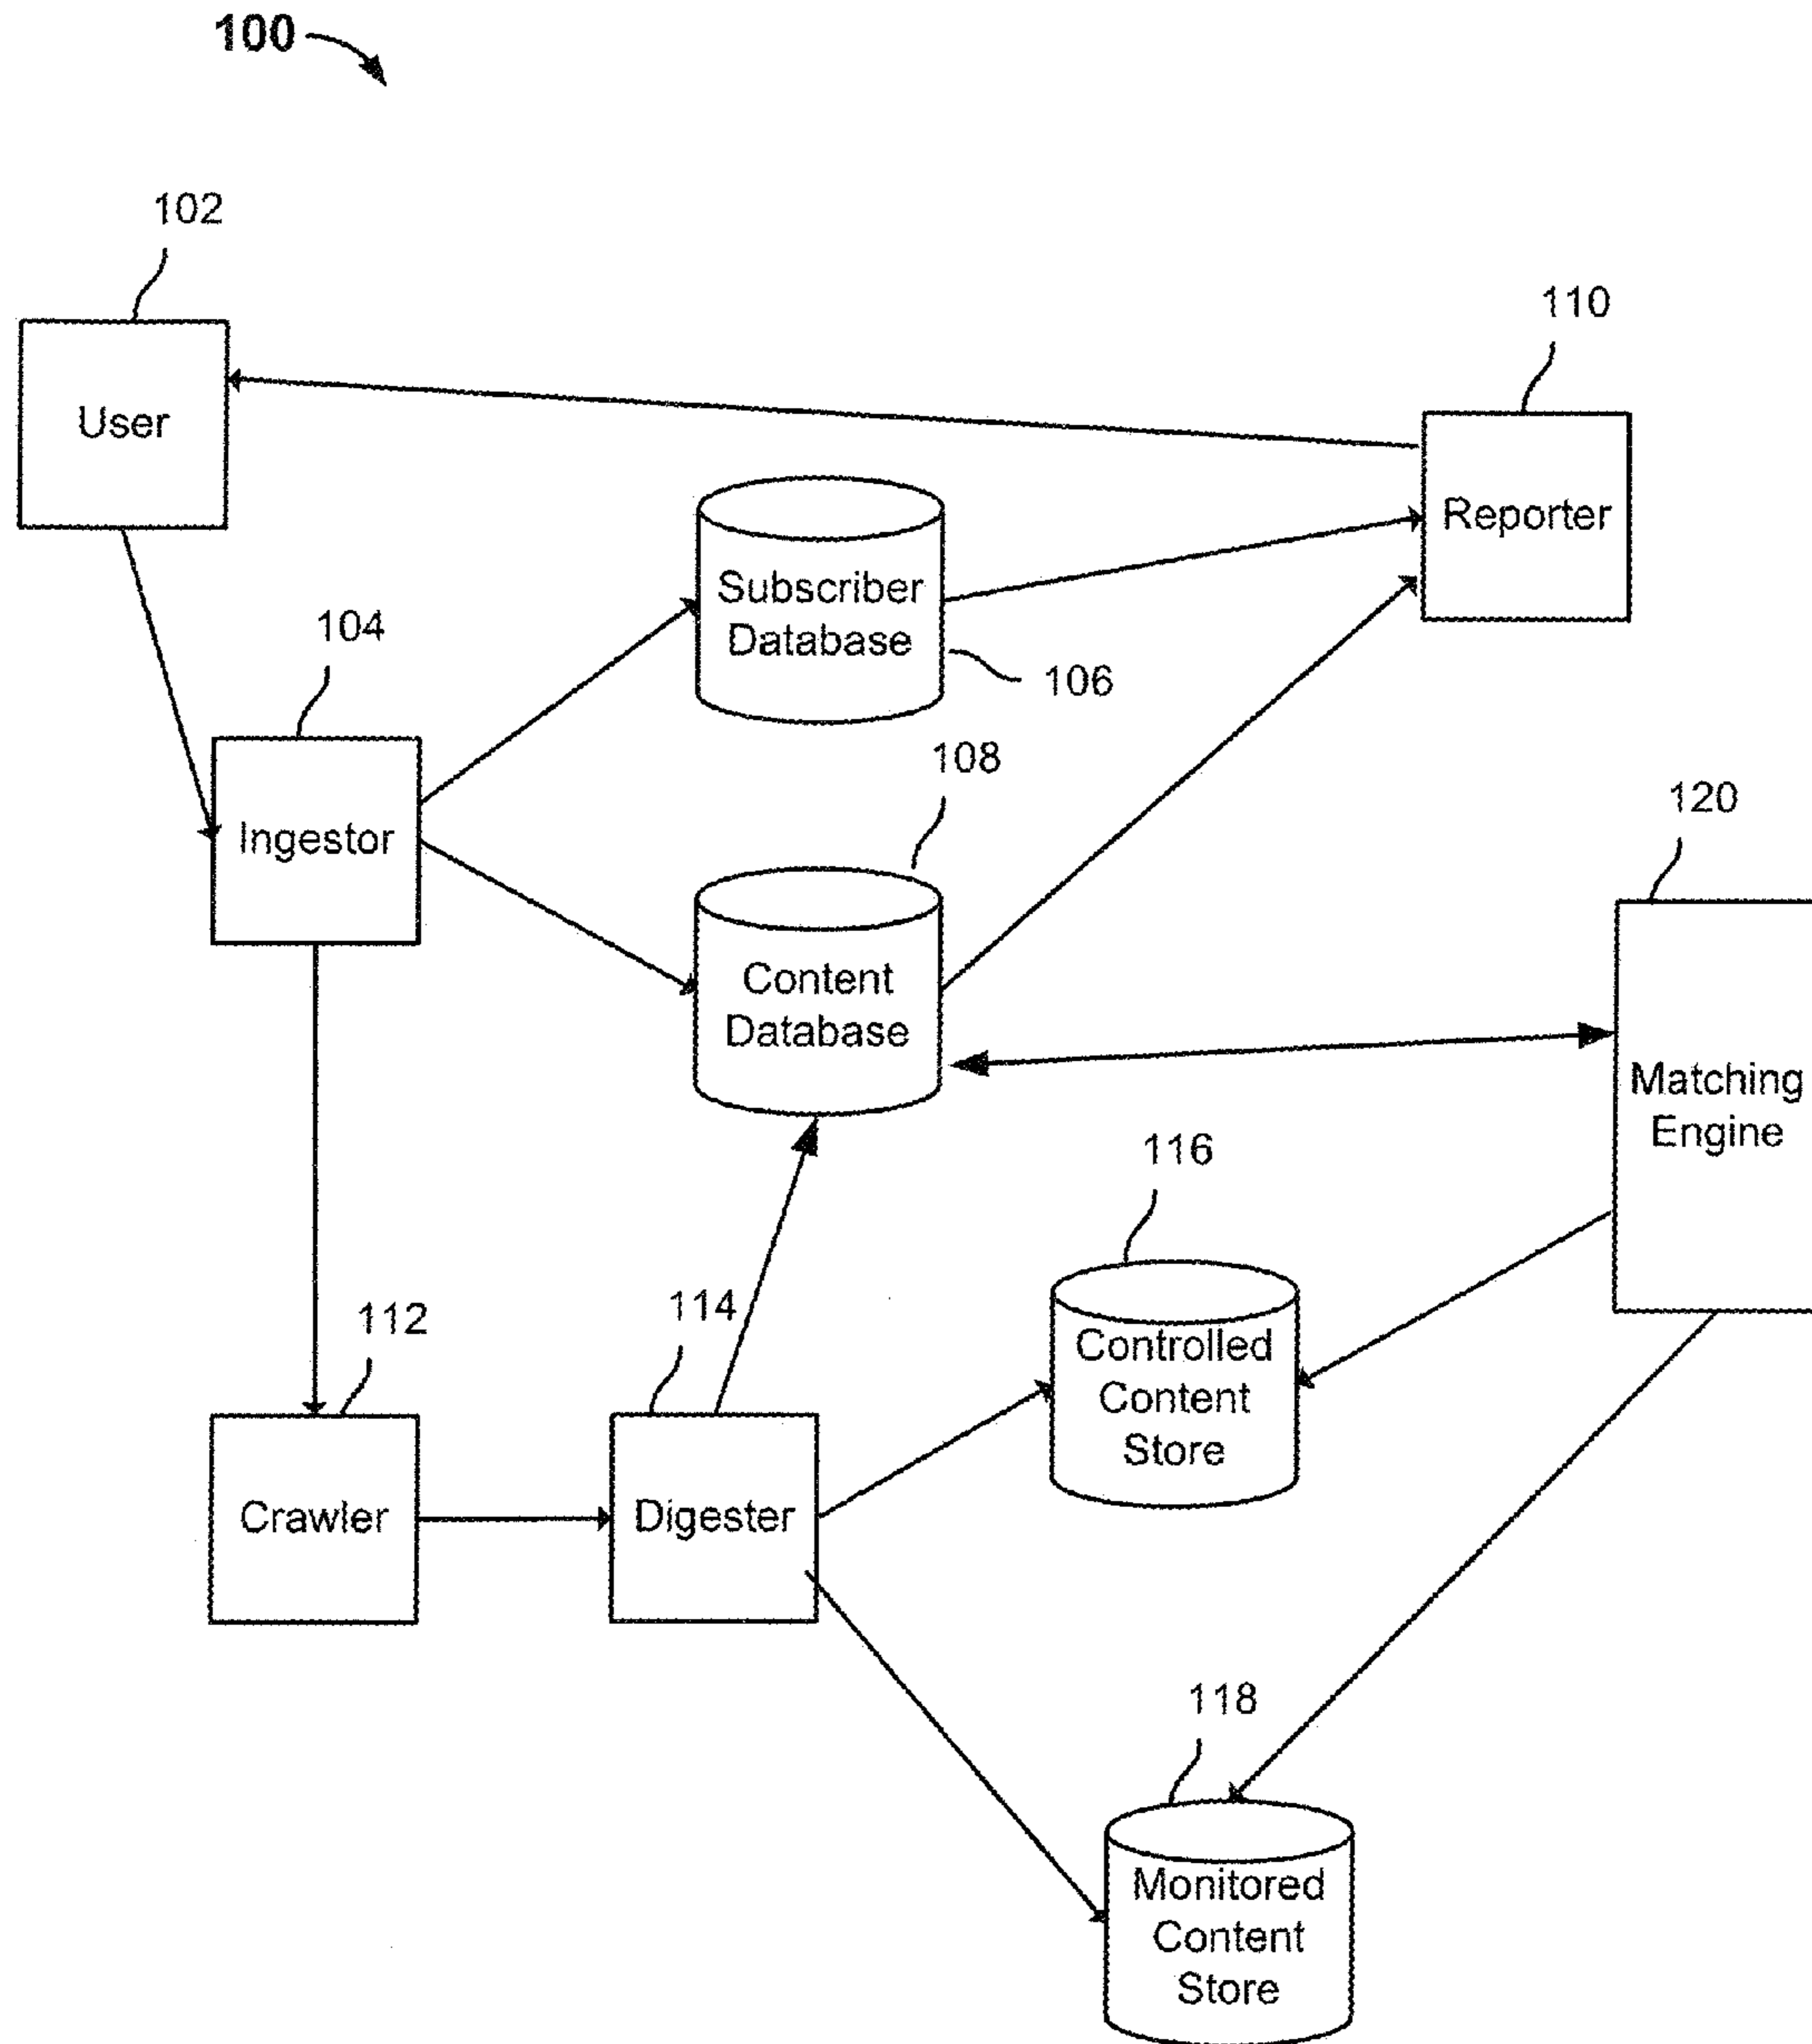 100
102
User
110
Reporter
Subscriber
Database
106
104
Ingestor
108
Content
Database
120
Matching
Engine
116
Controlled
Content
Store
112
Crawler
114
Digester
118
Monitored
Content
Store